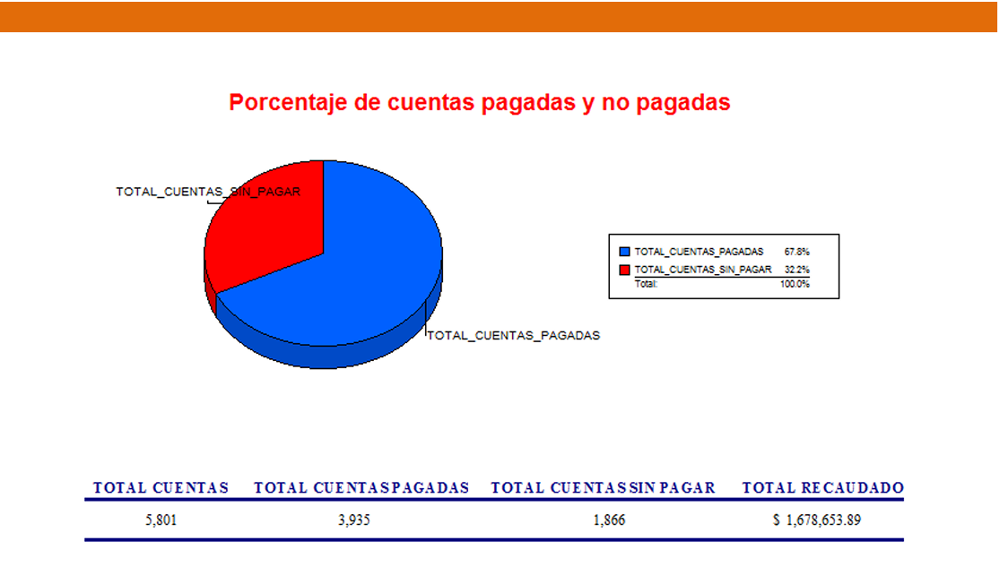 Porcentaje de cuentas pagadas y no pagadas
TOTAL_CUENTAS_SIN_PAGAR
TOTAL_CUENTAS_PAGADAS 67.8%
TOTAL_CUENTAS_SIN_PAGAR 32.2%
Total: 100.0%
TOTAL_CUENTAS_PAGADAS
TOTAL CUENTAS TOTAL CUENTAS PAGADAS TOTAL CUENTAS SIN PAGAR TOTAL RECAUDADO
5,801 3,935 1,866 $ 1,678,653.89